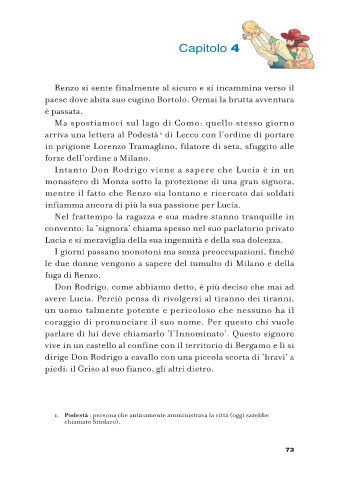 Capitolo 4
Renzo si sente finalmente al sicuro e si incammina verso il
paese dove abita suo cugino Bortolo. Ormai la brutta avventura
è passata.
Ma spostiamoci sul lago di Como: quello stesso giorno
arriva una lettera al Podestà¹ di Lecco con l'ordine di portare
in prigione Lorenzo Tramaglino, filatore di seta, sfuggito alle
forze dell'ordine a Milano.
Intanto Don Rodrigo viene a sapere che Lucia è in un
monastero di Monza sotto la protezione di una gran signora,
mentre il fatto che Renzo sia lontano e ricercato dai soldati
infiamma ancora di più la sua passione per Lucia.
Nel frattempo la ragazza e sua madre stanno tranquille in
convento: la 'signora' chiama spesso nel suo parlatorio privato
Lucia e si meraviglia della sua ingenuità e della sua dolcezza.
I giorni passano monotoni ma senza preoccupazioni, finché
le due donne vengono a sapere del tumulto di Milano e della
fuga di Renzo.
Don Rodrigo, come abbiamo detto, è più deciso che mai ad
avere Lucia. Perciò pensa di rivolgersi al tiranno dei tiranni,
un uomo talmente potente e pericoloso che nessuno ha il
coraggio di pronunciare il suo nome. Per questo chi vuole
parlare di lui deve chiamarlo 'l'Innominato'. Questo signore
vive in un castello al confine con il territorio di Bergamo e lì si
dirige Don Rodrigo a cavallo con una piccola scorta di 'bravi' a
piedi: il Griso al suo fianco, gli altri dietro.
1. Podestà : persona che anticamente amministrava la città (oggi sarebbe
chiamato Sindaco).
73